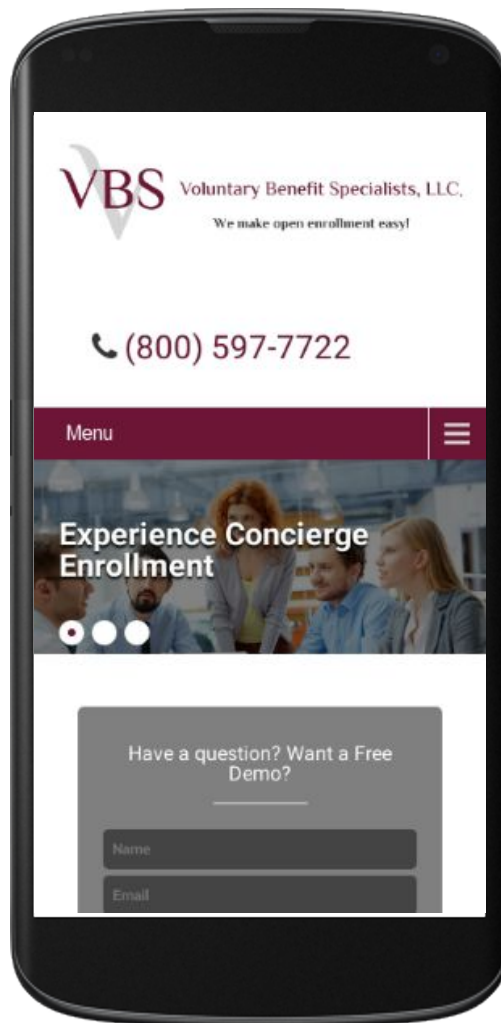 VBS
Voluntary Benefit Specialists, LLC.
We make open enrollment easy!
(800) 597-7722
Menu
Experience Concierge
Enrollment
Have a question? Want a Free
Demo?
Name
Email